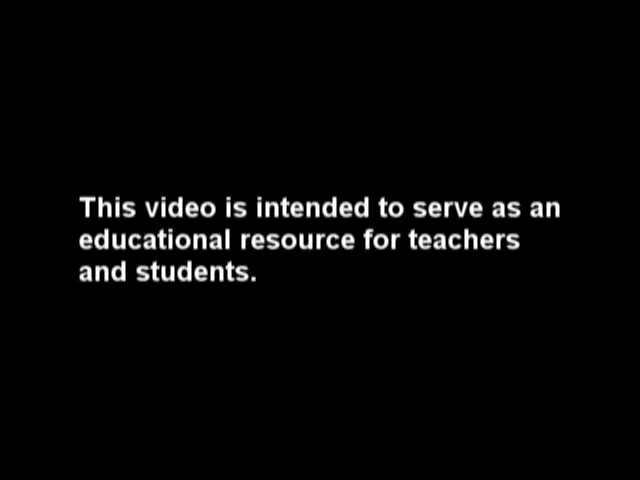 This video is intended to serve as an
educational resource for teachers
and students.